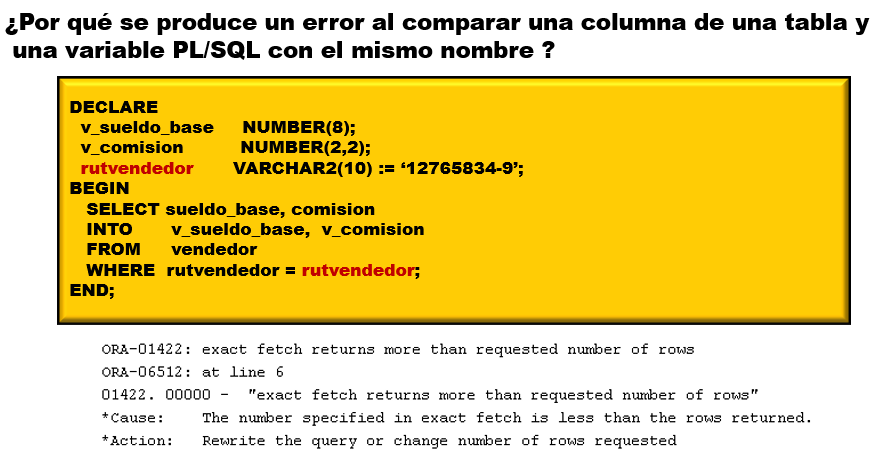 ¿Por qué se produce un error al comparar una columna de una tabla y
una variable PL/SQL con el mismo nombre ?
DECLARE
v_sueldo_base NUMBER(8);
v_comision NUMBER(2,2);
rutvendedor VARCHAR2(10) := ‘12765834-9’;
BEGIN
SELECT sueldo_base, comision
INTO v_sueldo_base, v_comision
FROM vendedor
WHERE rutvendedor = rutvendedor;
END;
ORA-01422: exact fetch returns more than requested number of rows
ORA-06512: at line 6
01422. 00000 - "exact fetch returns more than requested number of rows"
*Cause: The number specified in exact fetch is less than the rows returned.
*Action: Rewrite the query or change number of rows requested